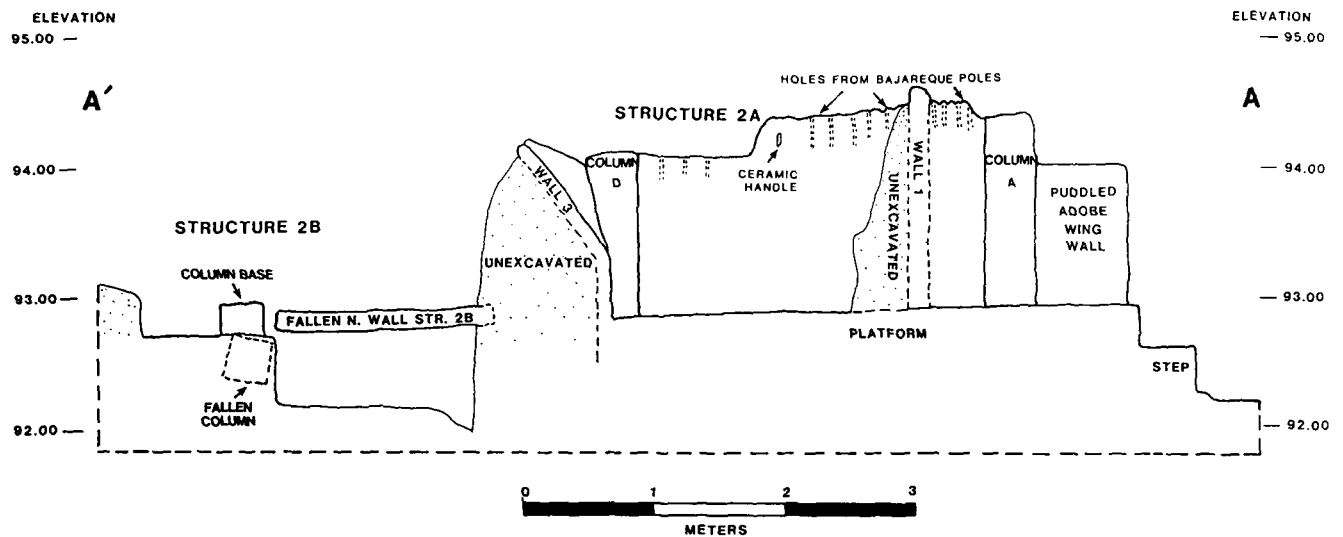 ELEVATION
95.00
A′
STRUCTURE 2A
HOLES FROM BAJAREQUE POLES
ELEVATION
95.00
A
94.00
WALL 3
COLUMN
D
CERAMIC
HANDLE
UNEXCAVATED
WALL 1
COLUMN
A
PUDDLED
ADOBE
WING
WALL
94.00
STRUCTURE 2B
COLUMN BASE
UNEXCAVATED
93.00
FALLEN N. WALL STR. 2B
93.00
PLATFORM
STEP
FALLEN
COLUMN
92.00
92.00
0 1 2 3
METERS